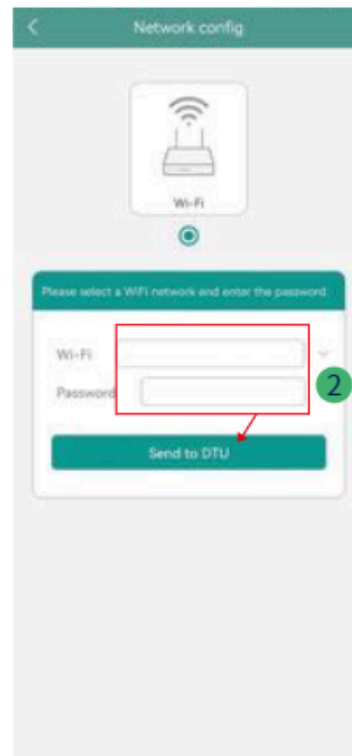 Network config
Wi-Fi
Please select a WiFi network and enter the password
Wi-Fi
Password
2
Send to DTU